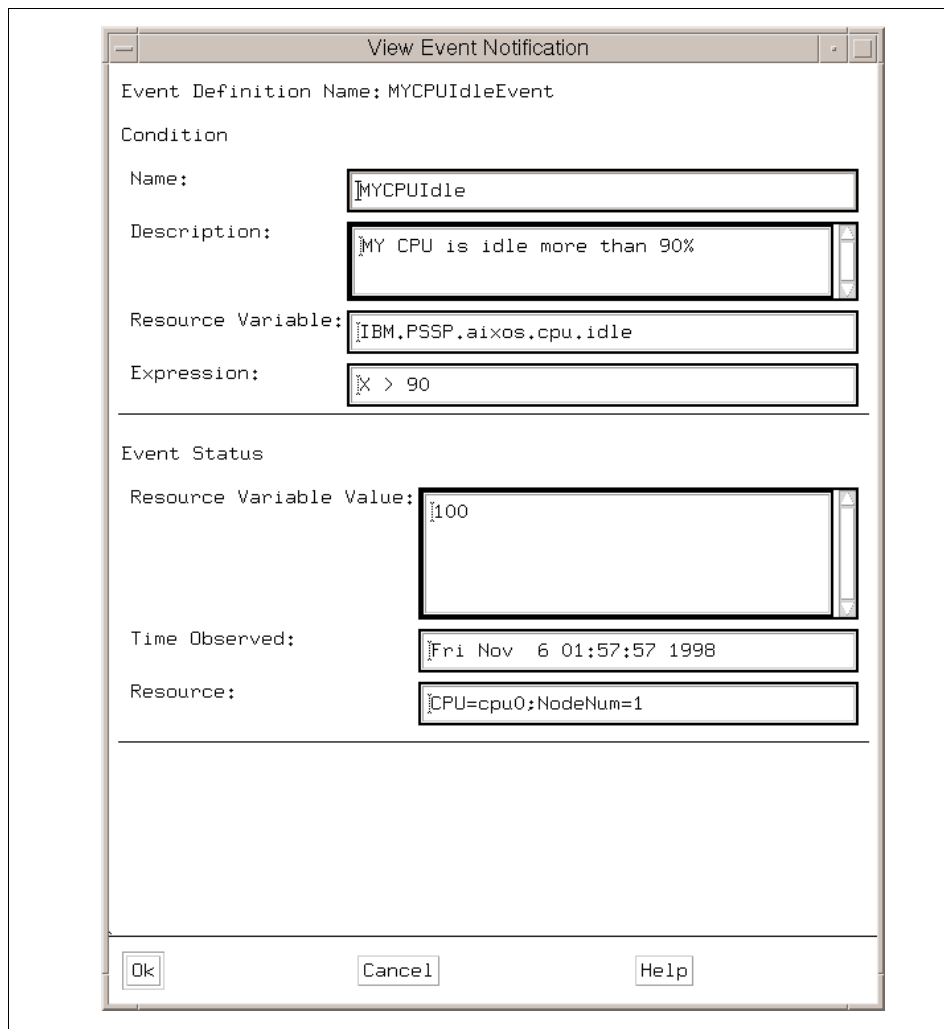 View Event Notification
Event Definition Name: MYCPUIdleEvent
Condition
Name:
MYCPUIdle
Description:
MY CPU is idle more than 90%
Resource Variable:
IBM.PSSP.aixos.cpu.idle
Expression:
X > 90
Event Status
Resource Variable Value:
100
Time Observed:
Fri Nov  6 01:57:57 1998
Resource:
CPU=cpu0;NodeNum=1
Ok
Cancel
Help